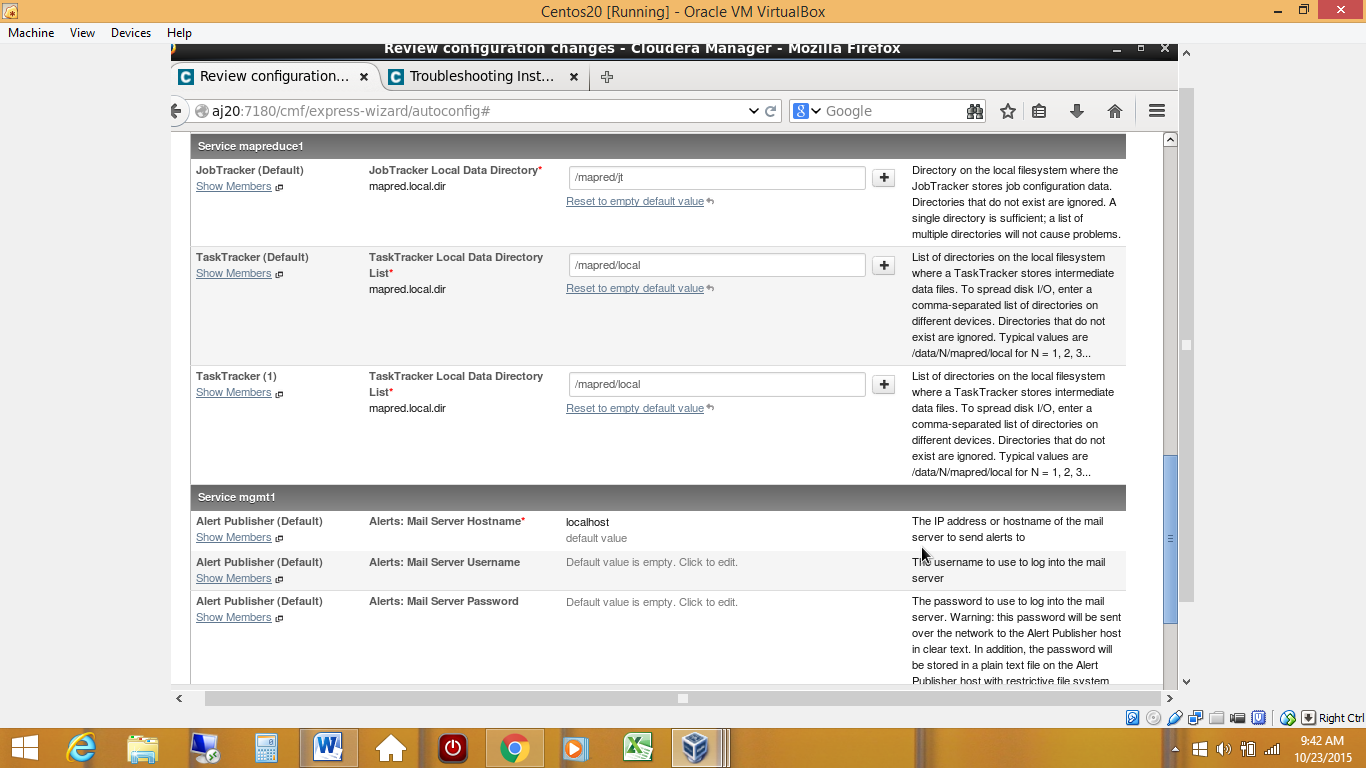 Centos20 [Running] - Oracle VM VirtualBox
Machine View Devices Help
Review configuration changes - Cloudera Manager - Mozilla Firefox
Review configuration... Troubleshooting Inst...
aj20:7180/cmf/express-wizard/autoconfig# Google
Service mapreduce1
JobTracker (Default)
Show Members
JobTracker Local Data Directory*
mapred.local.dir
/mapred/jt
Reset to empty default value
Directory on the local filesystem where the
JobTracker stores job configuration data.
Directories that do not exist are ignored. A
single directory is sufficient; a list of
multiple directories will not cause problems.
TaskTracker (Default)
Show Members
TaskTracker Local Data Directory
List*
mapred.local.dir
/mapred/local
Reset to empty default value
List of directories on the local filesystem
where a TaskTracker stores intermediate
data files. To spread disk I/O, enter a
comma-separated list of directories on
different devices. Directories that do not
exist are ignored. Typical values are
/data/N/mapred/local for N = 1, 2, 3...
TaskTracker (1)
Show Members
TaskTracker Local Data Directory
List*
mapred.local.dir
/mapred/local
Reset to empty default value
List of directories on the local filesystem
where a TaskTracker stores intermediate
data files. To spread disk I/O, enter a
comma-separated list of directories on
different devices. Directories that do not
exist are ignored. Typical values are
/data/N/mapred/local for N = 1, 2, 3...
Service mgmt1
Alert Publisher (Default)
Show Members
Alerts: Mail Server Hostname*
localhost
default value
The IP address or hostname of the mail
server to send alerts to
Alert Publisher (Default)
Show Members
Alerts: Mail Server Username
Default value is empty. Click to edit.
The username to use to log into the mail
server
Alert Publisher (Default)
Show Members
Alerts: Mail Server Password
Default value is empty. Click to edit.
The password to use to log into the mail
server. Warning: this password will be sent
over the network to the Alert Publisher host
in clear text. In addition, the password will
be stored in a plain text file on the Alert
Publisher host with restrictive file system
Right Ctrl
9:42 AM
10/23/2015